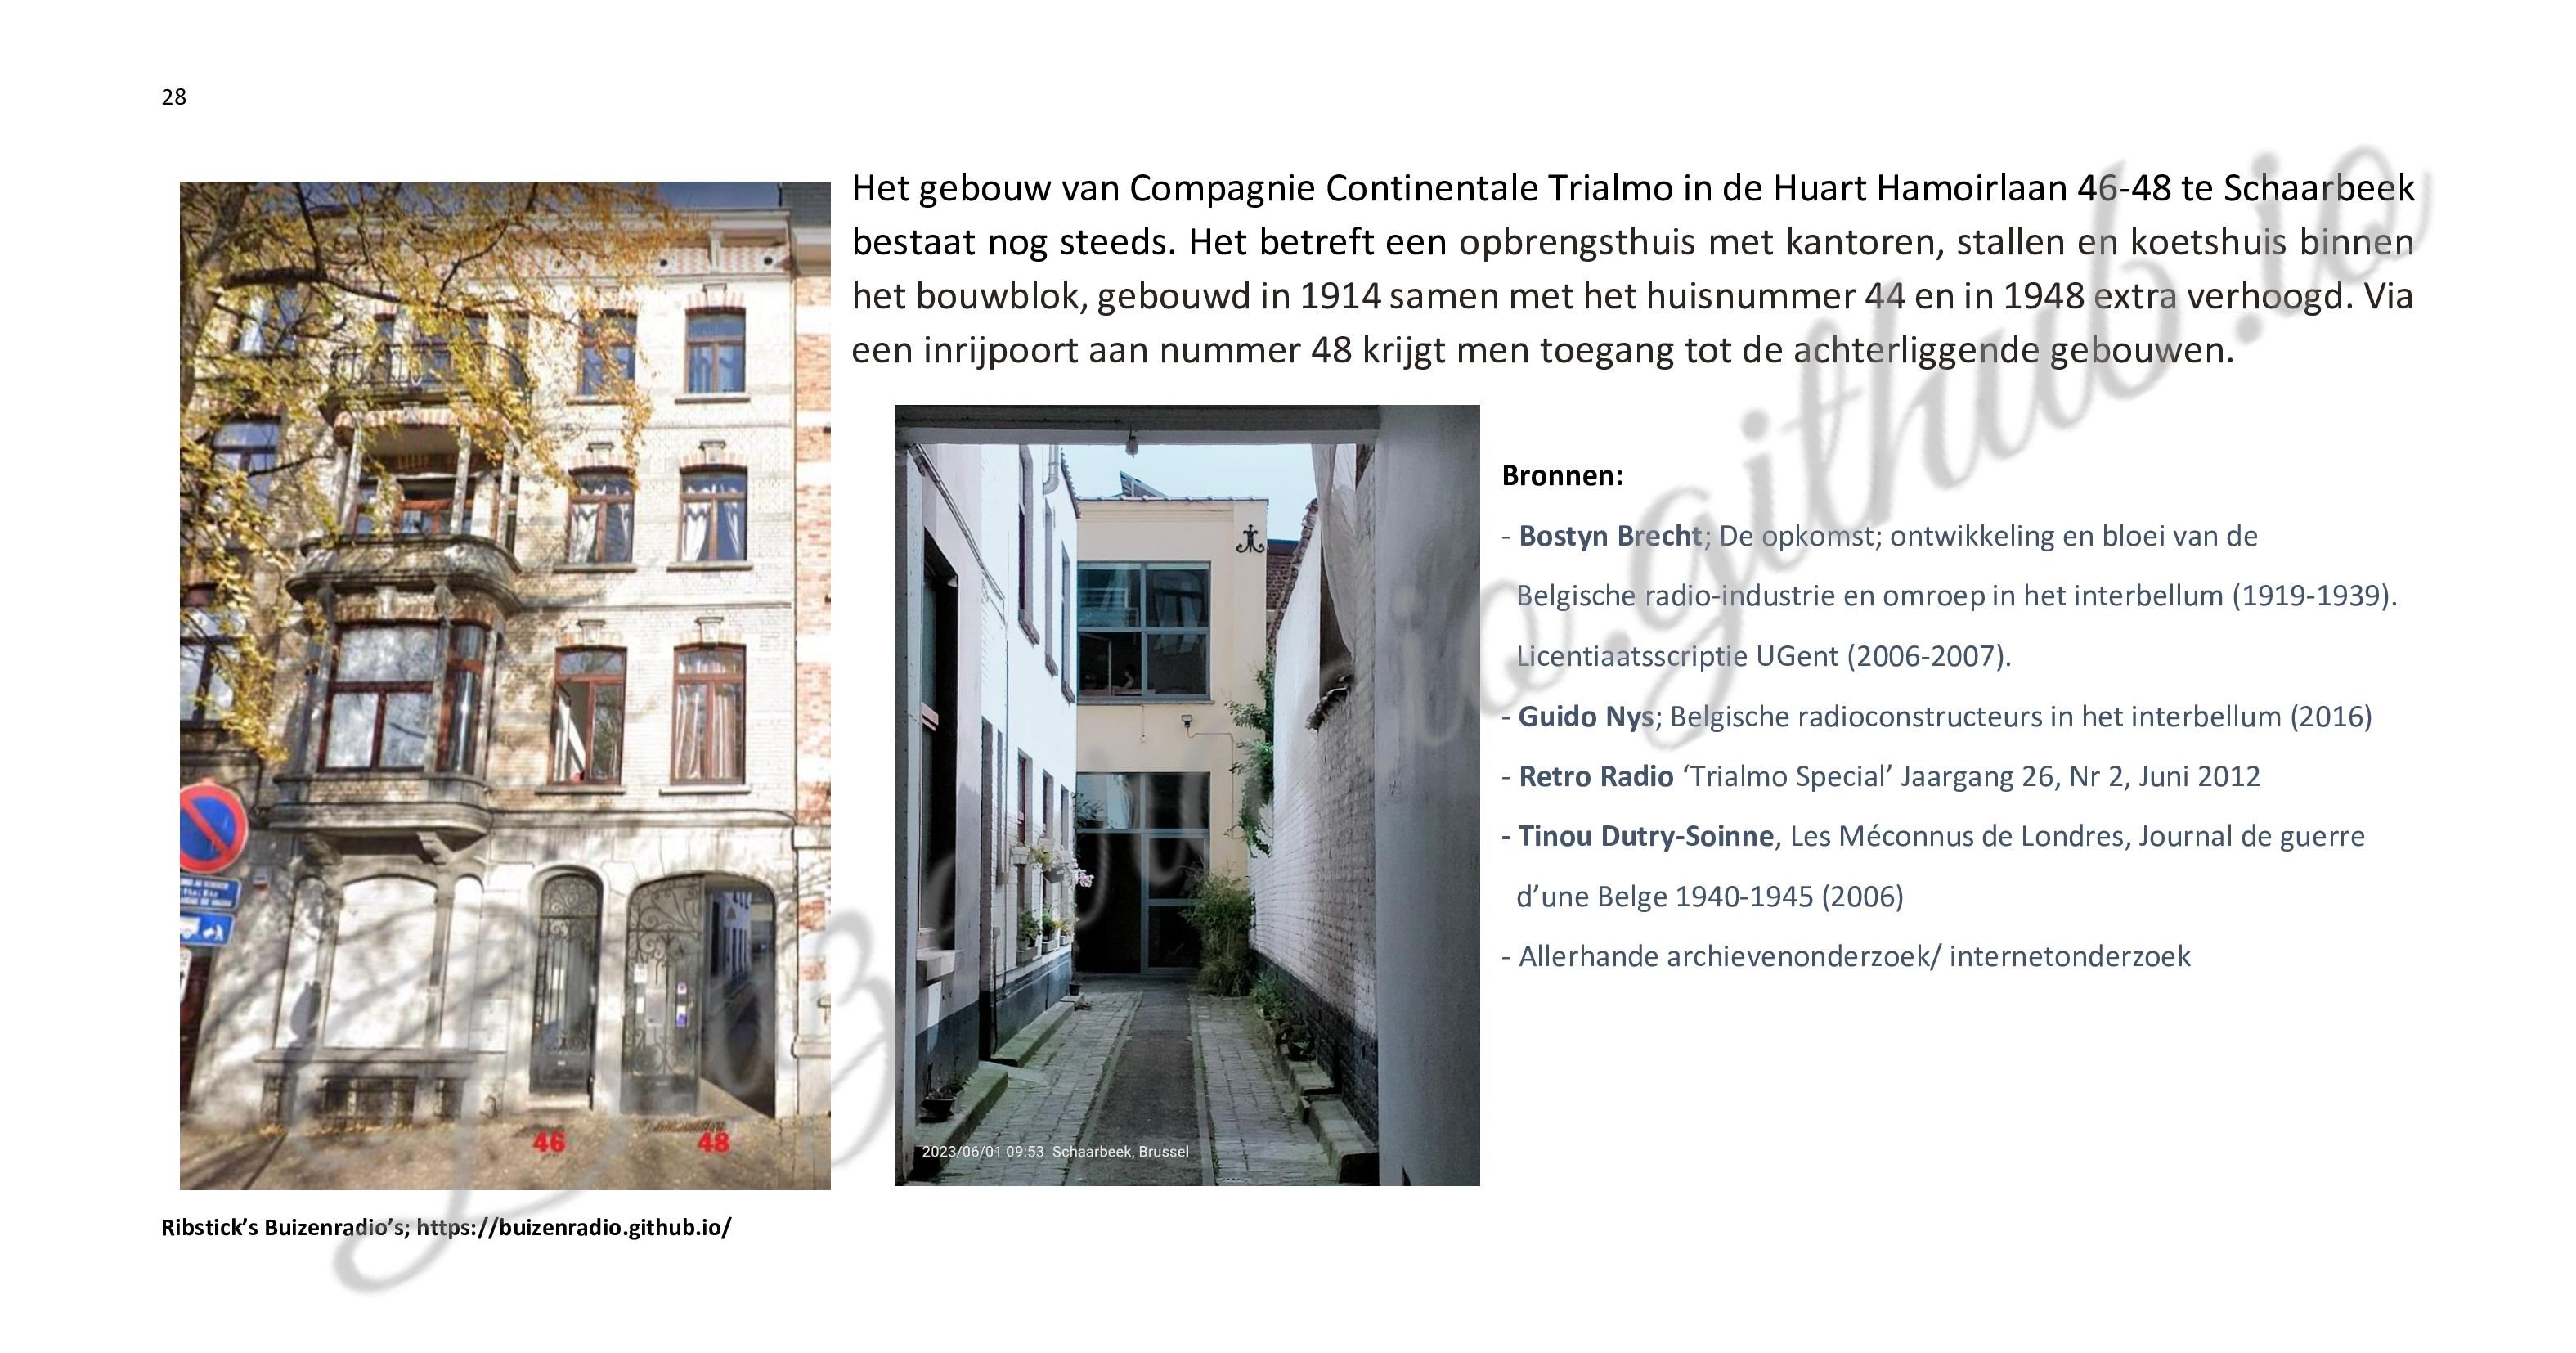 28
Het gebouw van Compagnie Continentale Trialmo in de Huart Hamoirlaan 46-48 te Schaarbeek
bestaat nog steeds. Het betreft een opbrengsthuis met kantoren, stallen en koetshuis binnen
het bouwblok, gebouwd in 1914 samen met het huisnummer 44 en in 1948 extra verhoogd. Via
een inrijpoort aan nummer 48 krijgt men toegang tot de achterliggende gebouwen.
Bronnen:
- Bostyn Brecht; De opkomst; ontwikkeling en bloei van de
Belgische radio-industrie en omroep in het interbellum (1919-1939).
Licentiaatsscriptie UGent (2006-2007).
- Guido Nys; Belgische radioconstructeurs in het interbellum (2016)
- Retro Radio ‘Trialmo Special’ Jaargang 26, Nr 2, Juni 2012
- Tinou Dutry-Soinne, Les Méconnus de Londres, Journal de guerre
d’une Belge 1940-1945 (2006)
- Allerhande archievenonderzoek/ internetonderzoek
46 48
2023/06/01 09:53 Schaarbeek, Brussel
Ribstick’s Buizenradio’s; https://buizenradio.github.io/